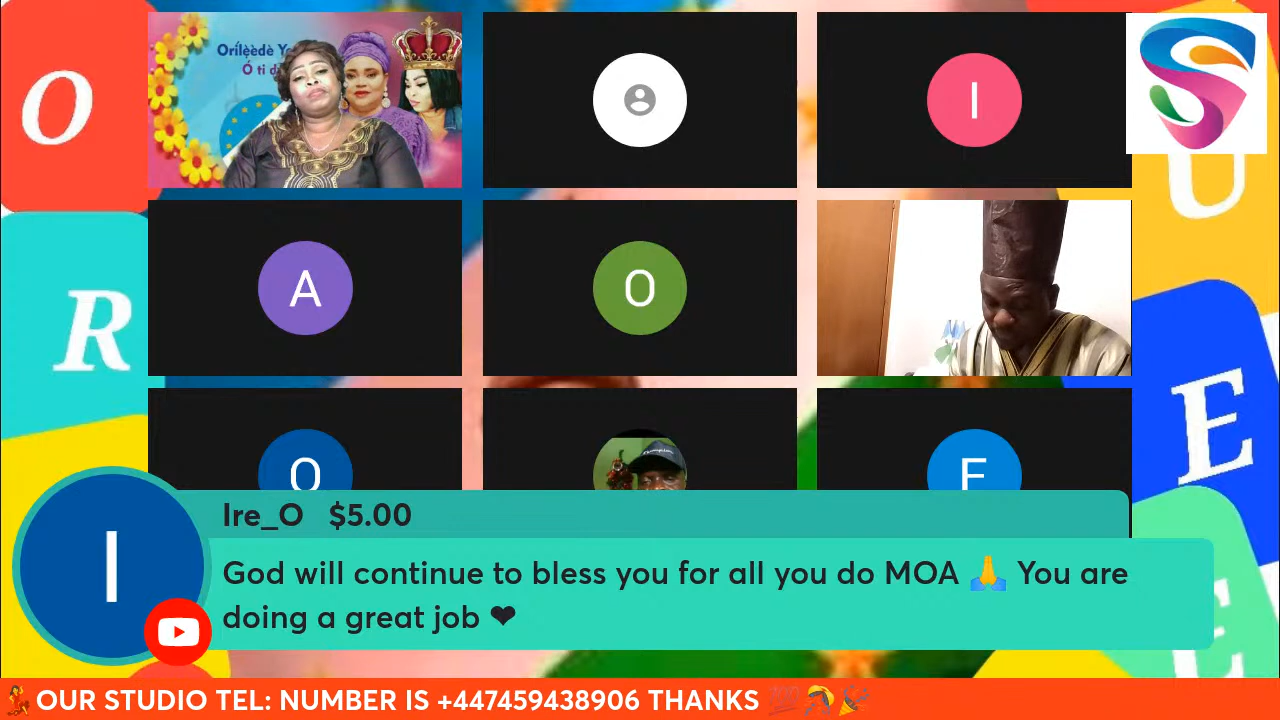 O
Orílẹ̀èdè Yo
Ó ti d
I
S
U
A
O
R
E
O
F
Ire_O $5.00
I
God will continue to bless you for all you do MOA 🙏 You are
doing a great job ❤
E
OUR STUDIO TEL: NUMBER IS +447459438906 THANKS 💯